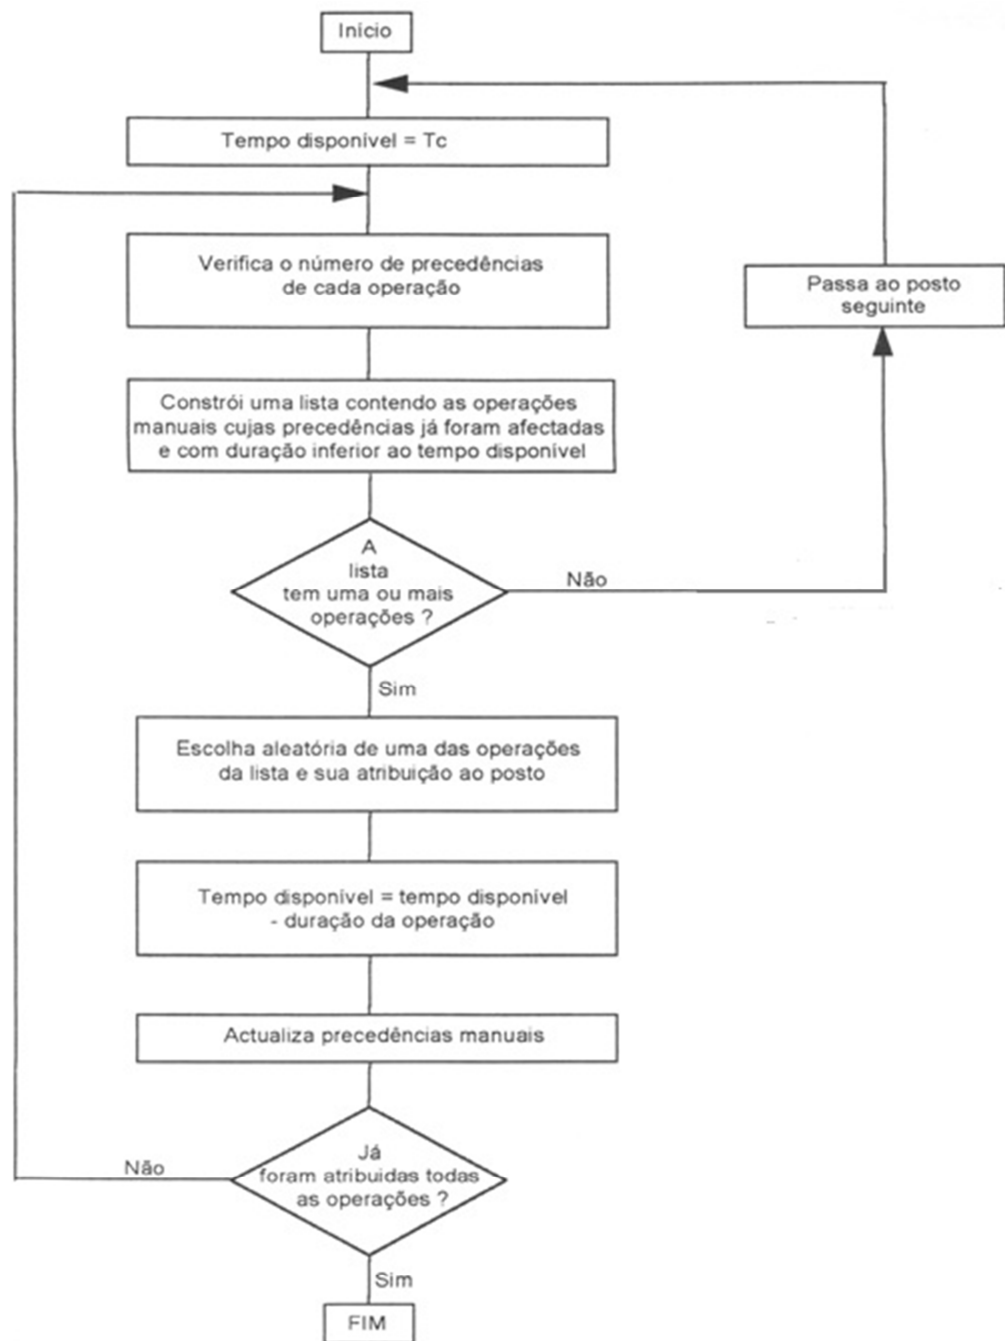 Início
Tempo disponível = Tc
Verifica o número de precedências
de cada operação
Passa ao posto
seguinte
Constrói uma lista contendo as operações
manuais cujas precedências já foram afectadas
e com duração inferior ao tempo disponível
A
lista
tem uma ou mais
operações ?
Não
Sim
Escolha aleatória de uma das operações
da lista e sua atribuição ao posto
Tempo disponível = tempo disponível
- duração da operação
Actualiza precedências manuais
Já
foram atribuidas todas
as operações ?
Não
Sim
FIM